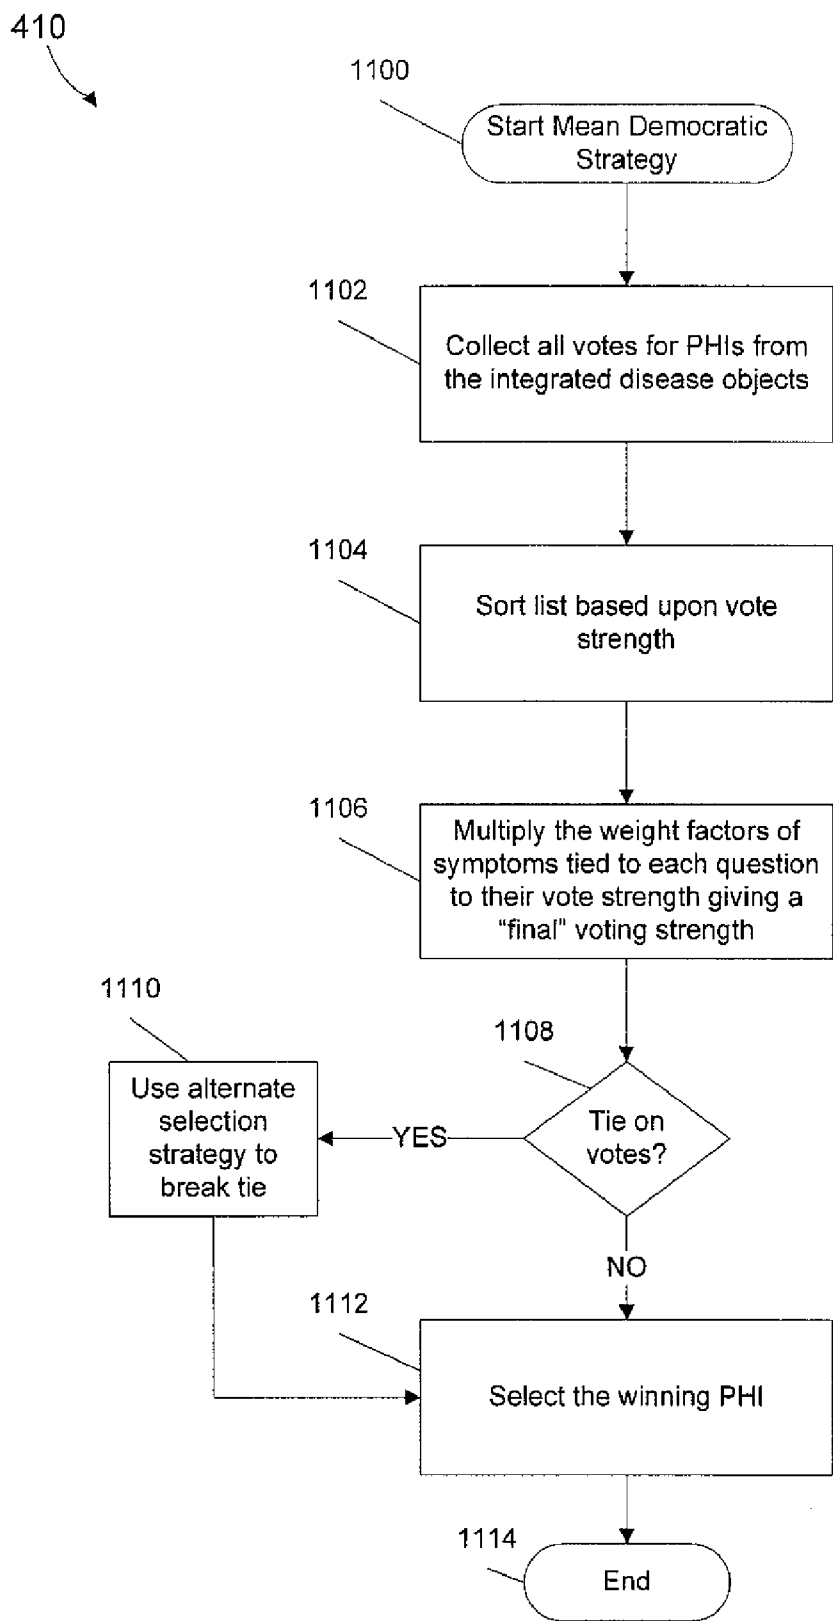 410
1100
Start Mean Democratic
Strategy
1102
Collect all votes for PHIs from
the integrated disease objects
1104
Sort list based upon vote
strength
1106
Multiply the weight factors of
symptoms tied to each question
to their vote strength giving a
“final” voting strength
1110
1108
Use alternate
selection
strategy to
break tie
YES
Tie on
votes?
NO
1112
Select the winning PHI
1114
End